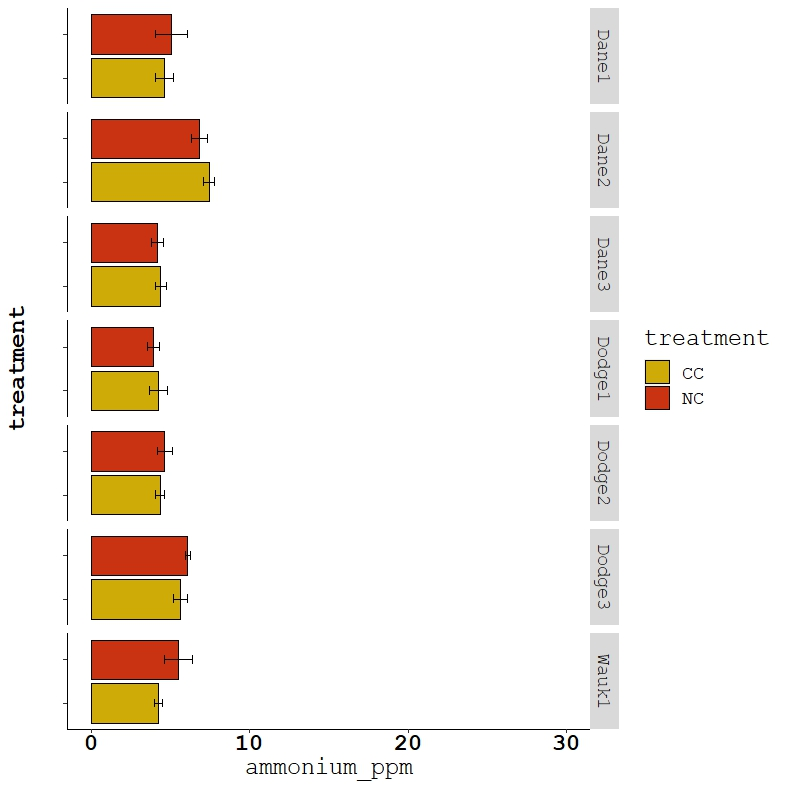 treatment
Dane1
Dane2
Dane3
Dodge1
Dodge2
Dodge3
Wauk1
0 10 20 30
ammonium_ppm
treatment
CC
NC